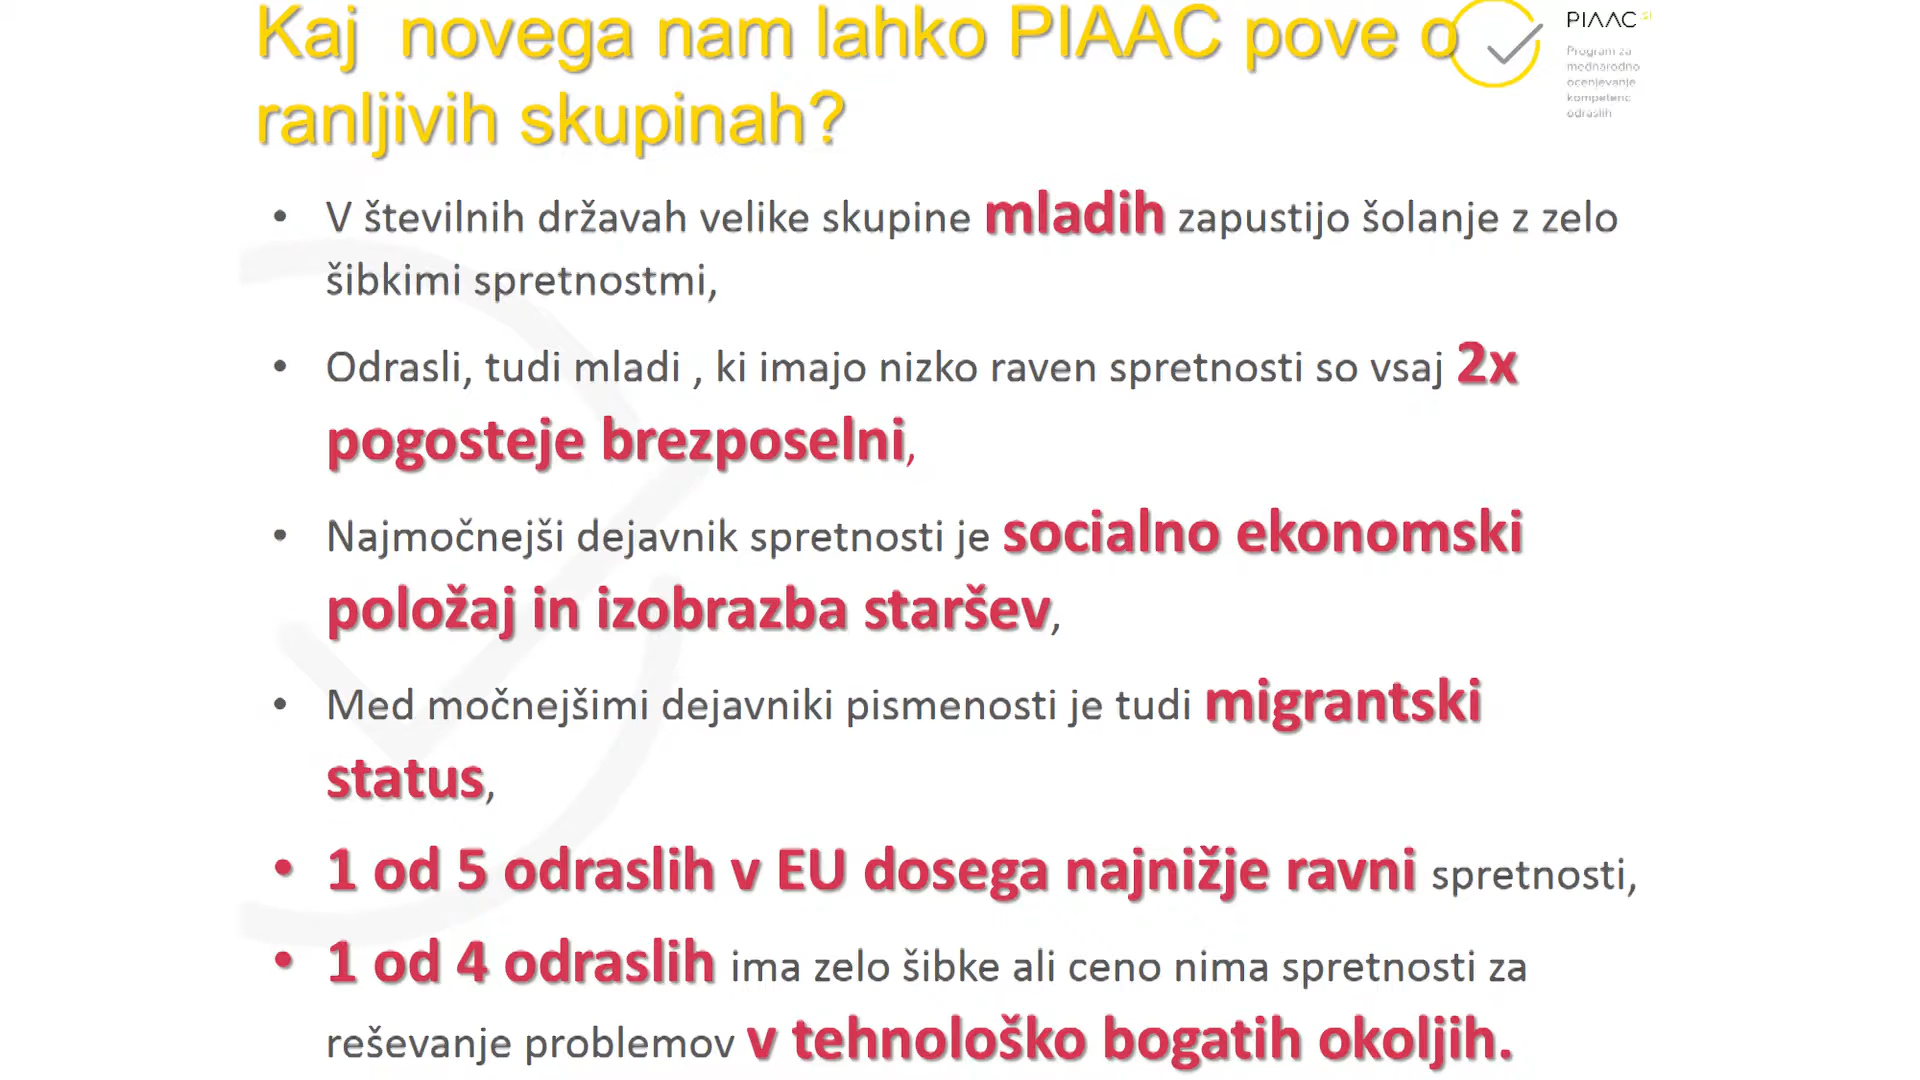 Kaj novega nam lahko PIAAC pove o
ranljivih skupinah?
PIAAC.si
Program za
mednarodno
ocenjevanje
kompetenc
odraslih
• V številnih državah velike skupine mladih zapustijo šolanje z zelo
šibkimi spretnostmi,
• Odrasli, tudi mladi , ki imajo nizko raven spretnosti so vsaj 2x
pogosteje brezposelni,
• Najmočnejši dejavnik spretnosti je socialno ekonomski
položaj in izobrazba staršev,
• Med močnejšimi dejavniki pismenosti je tudi migrantski
status,
• 1 od 5 odraslih v EU dosega najnižje ravni spretnosti,
• 1 od 4 odraslih ima zelo šibke ali ceno nima spretnosti za
reševanje problemov v tehnološko bogatih okoljih.